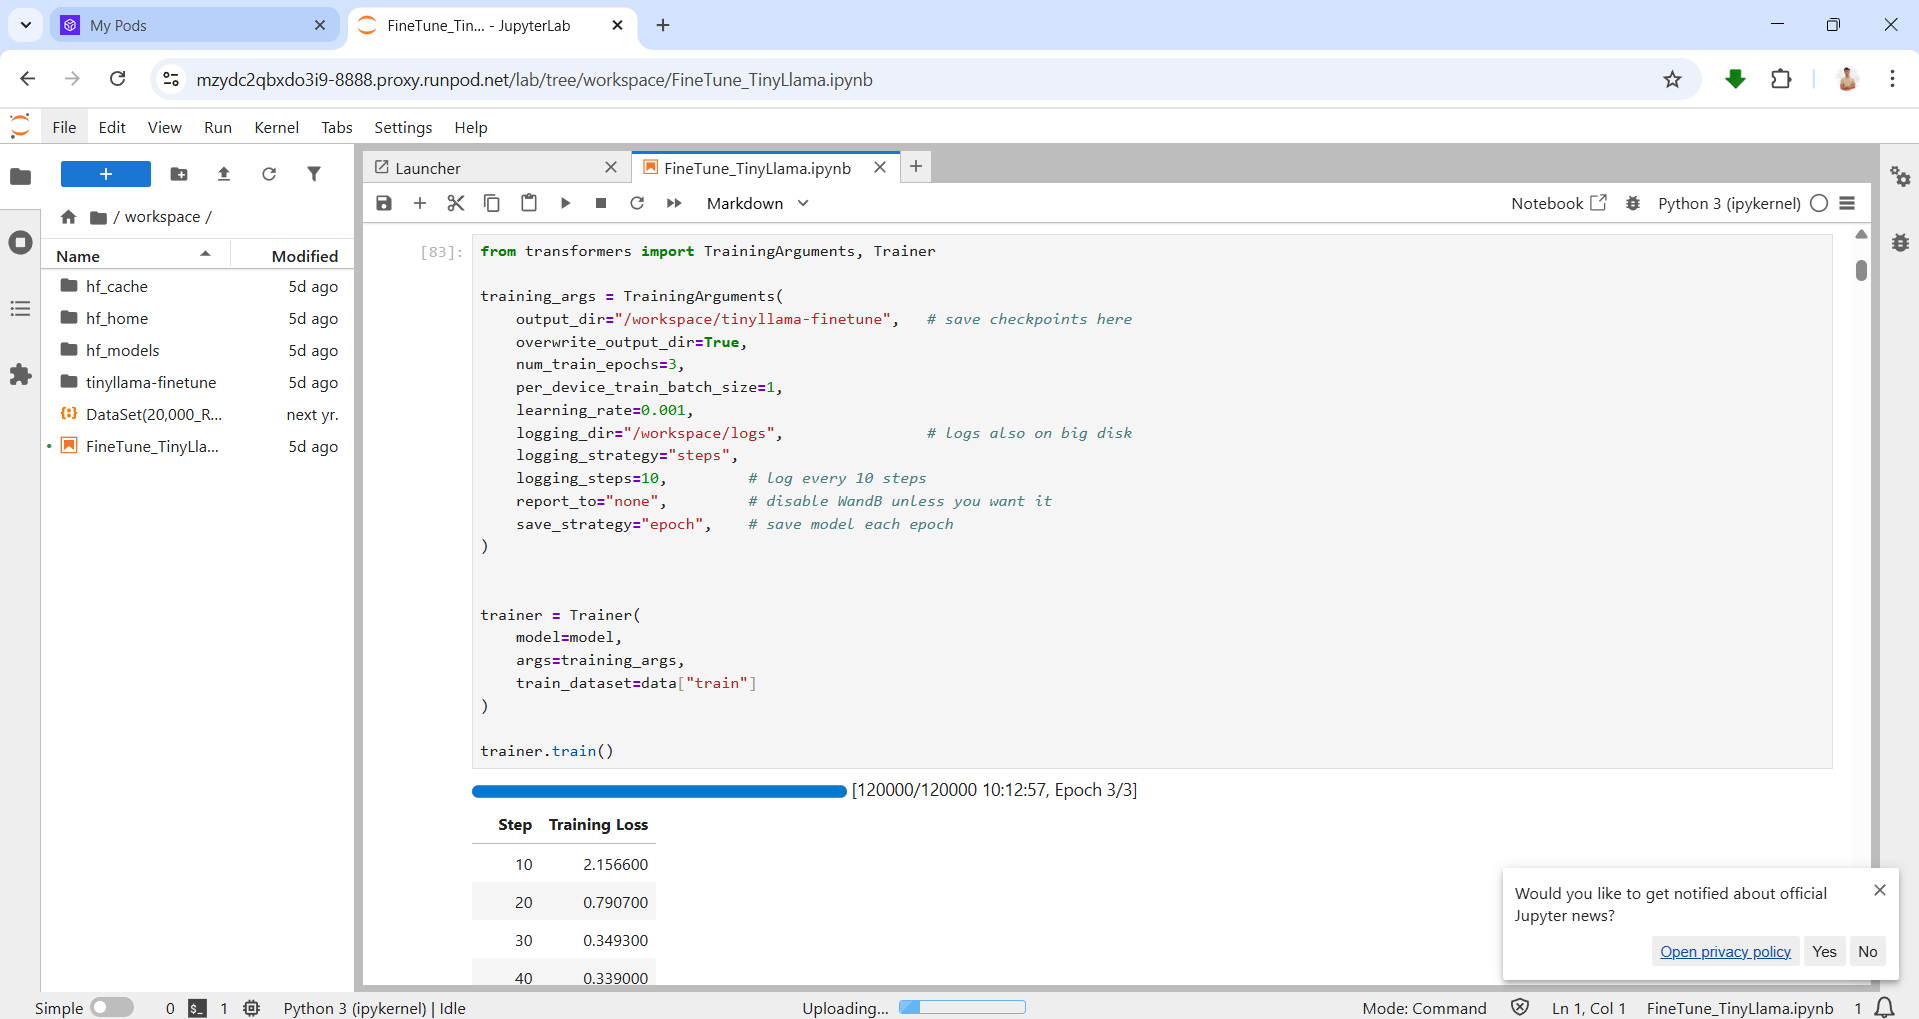 My Pods
FineTune_Tin... - JupyterLab
mzydc2qbxdo3i9-8888.proxy.runpod.net/lab/tree/workspace/FineTune_TinyLlama.ipynb
File Edit View Run Kernel Tabs Settings Help
Launcher
FineTune_TinyLlama.ipynb
Markdown
Notebook
Python 3 (ipykernel)
/ workspace /
Name Modified
hf_cache 5d ago
hf_home 5d ago
hf_models 5d ago
tinyllama-finetune 5d ago
DataSet(20,000_R... next yr.
FineTune_TinyLla... 5d ago
[83]:
from transformers import TrainingArguments, Trainer
training_args = TrainingArguments(
output_dir="/workspace/tinyllama-finetune", # save checkpoints here
overwrite_output_dir=True,
num_train_epochs=3,
per_device_train_batch_size=1,
learning_rate=0.001,
logging_dir="/workspace/logs", # logs also on big disk
logging_strategy="steps",
logging_steps=10, # log every 10 steps
report_to="none", # disable WandB unless you want it
save_strategy="epoch", # save model each epoch
)
trainer = Trainer(
model=model,
args=training_args,
train_dataset=data["train"]
)
trainer.train()
[120000/120000 10:12:57, Epoch 3/3]
Step Training Loss
10 2.156600
20 0.790700
30 0.349300
40 0.339000
Would you like to get notified about official
Jupyter news?
Open privacy policy Yes No
Simple 0 $_ 1 Python 3 (ipykernel) | Idle Uploading... Mode: Command Ln 1, Col 1 FineTune_TinyLlama.ipynb 1